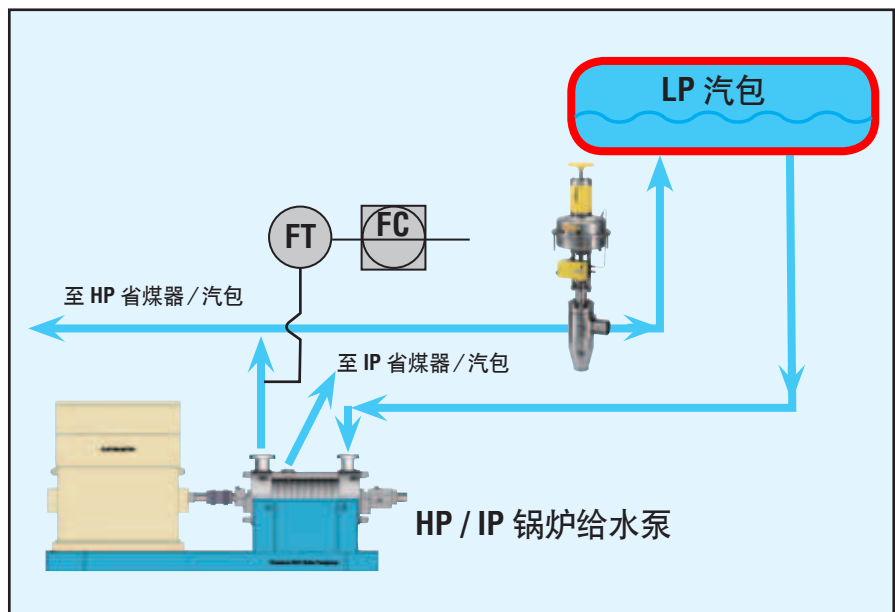 LP 汽包
FT
FC
至 HP 省煤器 / 汽包
至 IP 省煤器 / 汽包
HP / IP 锅炉给水泵